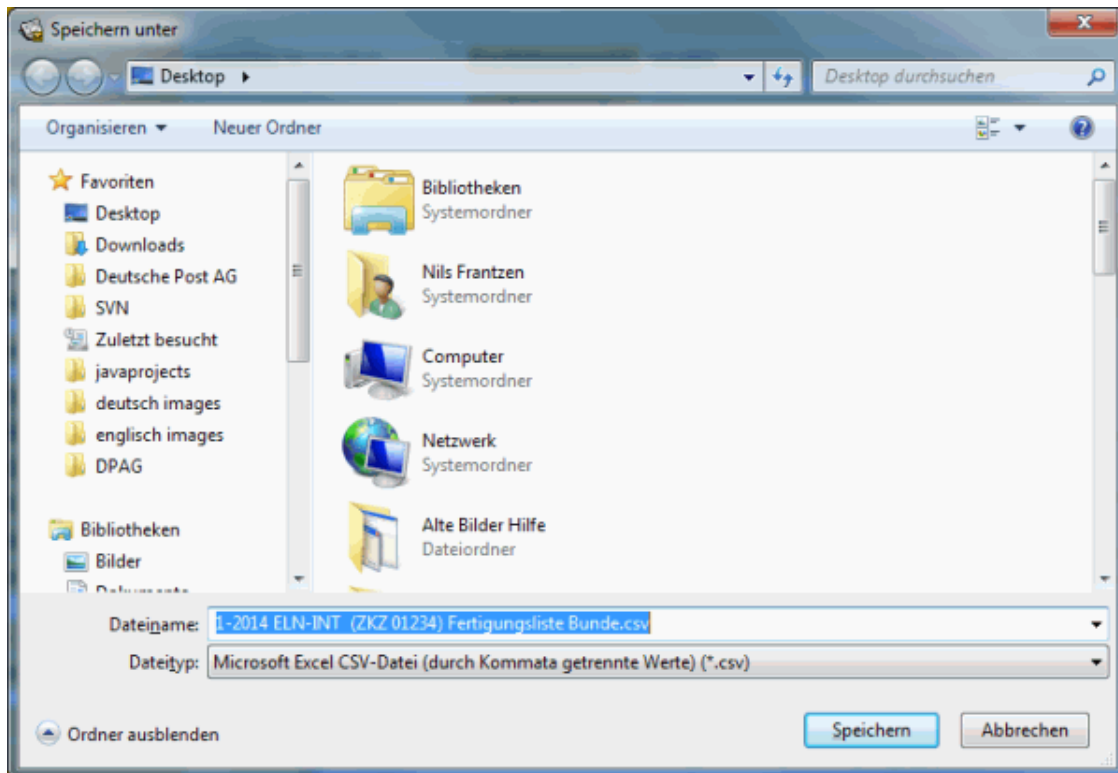 Speichern unter
Desktop
Desktop durchsuchen
Organisieren
Neuer Ordner
Favoriten
Desktop
Downloads
Deutsche Post AG
SVN
Zuletzt besucht
javaprojects
deutsch images
englisch images
DPAG
Bibliotheken
Bilder
Bibliotheken
Systemordner
Nils Frantzen
Systemordner
Computer
Systemordner
Netzwerk
Systemordner
Alte Bilder Hilfe
Dateiordner
Dateiname: 1-2014 ELN-INT (ZKZ 01234) Fertigungsliste Bunde.csv
Dateityp: Microsoft Excel CSV-Datei (durch Kommata getrennte Werte) (*.csv)
Ordner ausblenden
Speichern
Abbrechen